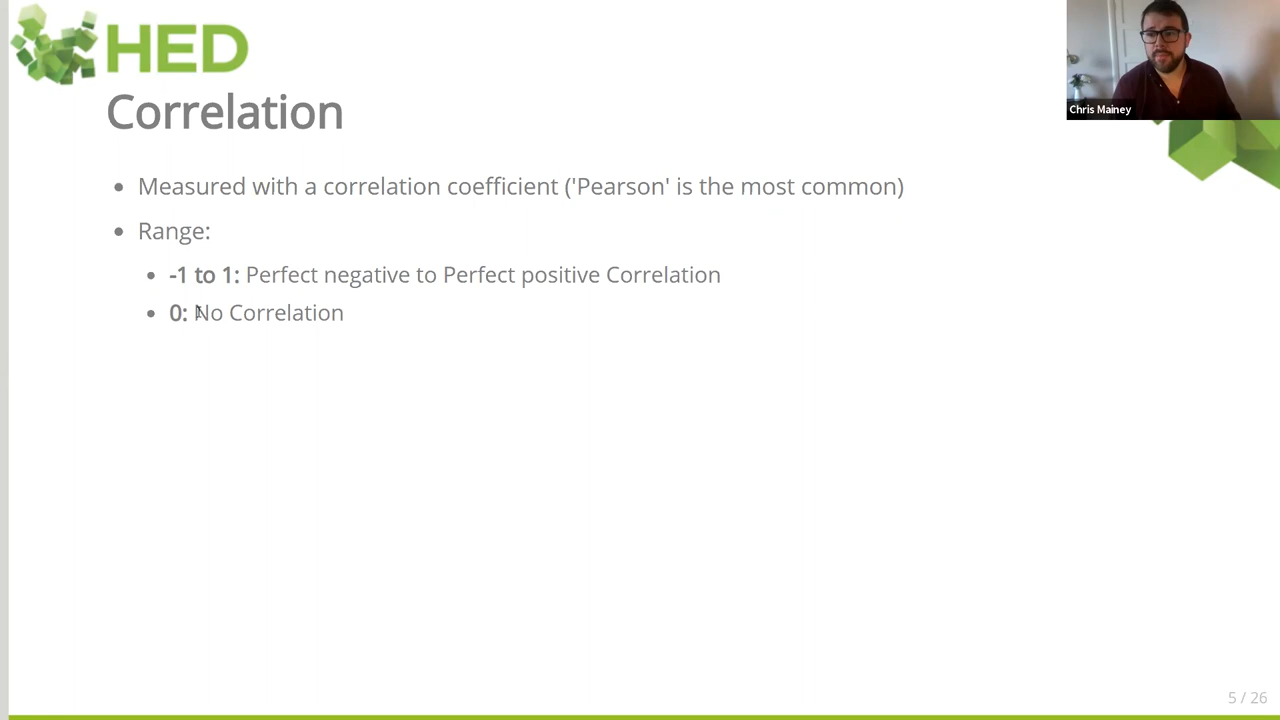 HED
Chris Mainey
Correlation
Measured with a correlation coefficient ('Pearson' is the most common)
Range:
-1 to 1: Perfect negative to Perfect positive Correlation
0: No Correlation
5 / 26